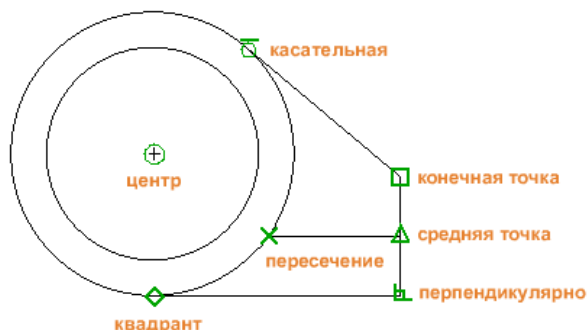 касательная
центр
конечная точка
средняя точка
пересечение
перпендикулярно
квадрант